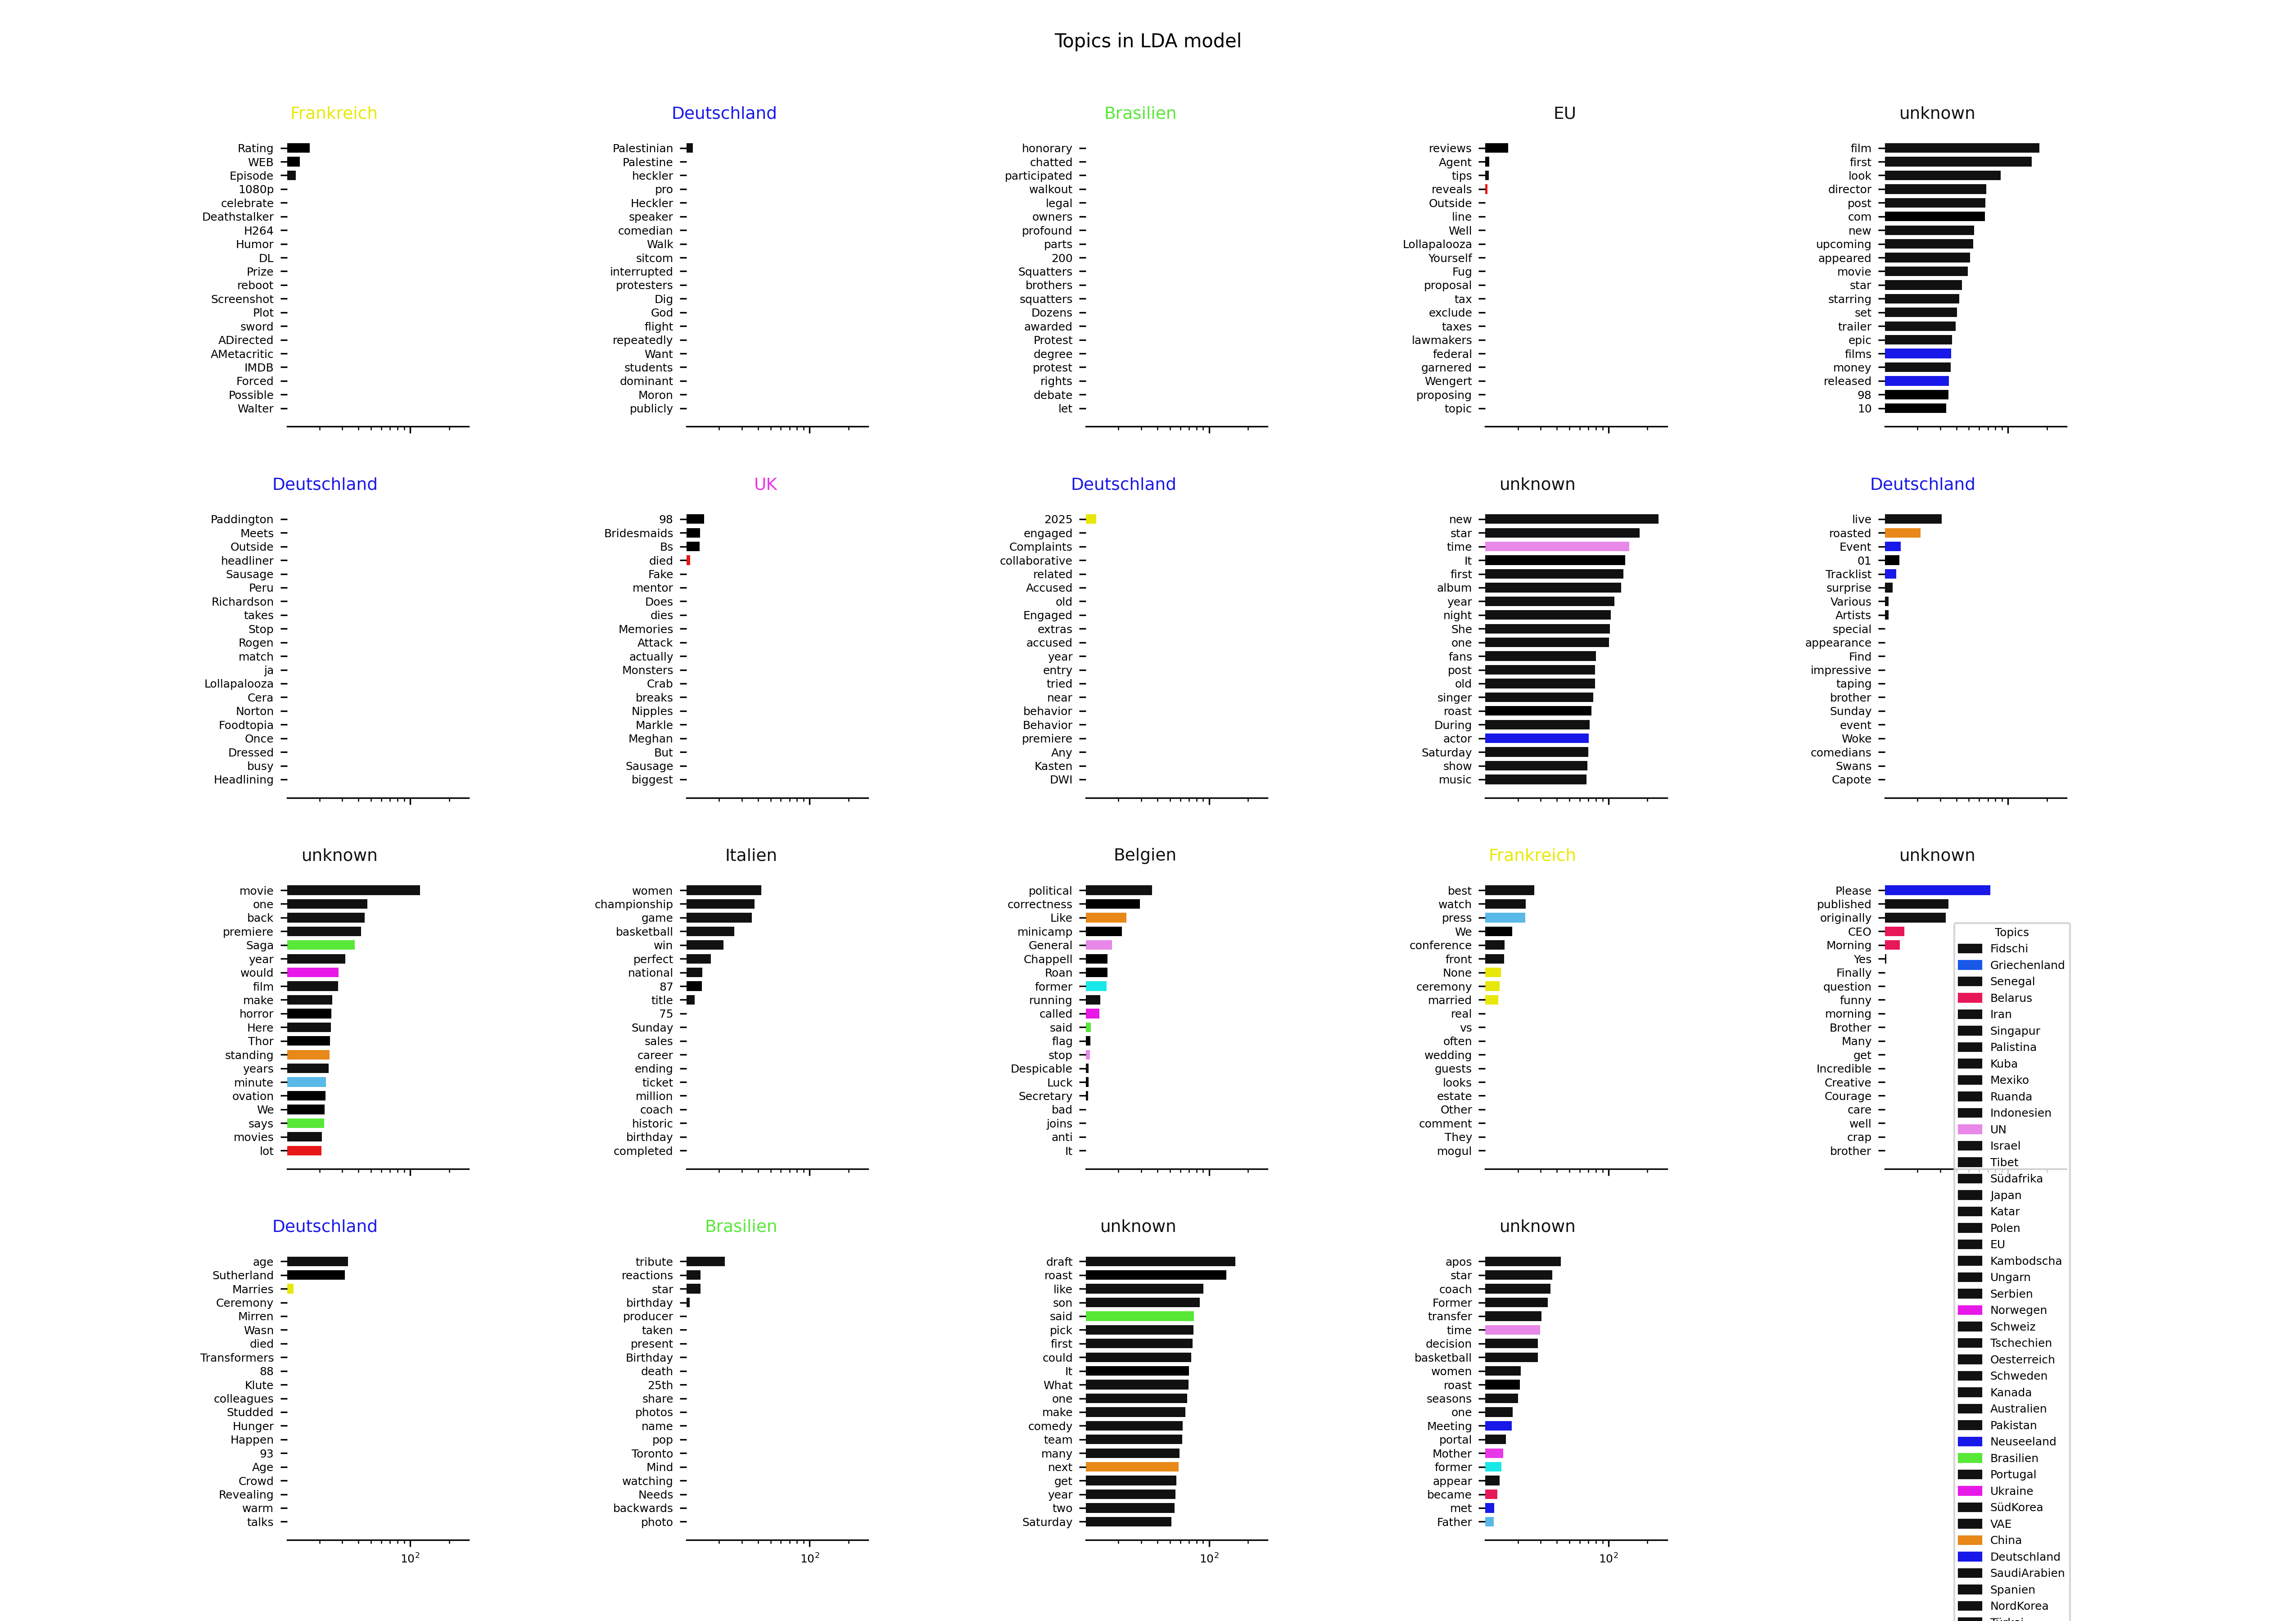 Topics in LDA model
Frankreich
Rating
WEB
Episode
1080p
celebrate
Deathstalker
H264
Humor
DL
Prize
reboot
Screenshot
Plot
sword
ADirected
AMetacritic
IMDB
Forced
Possible
Walter
Deutschland
Palestinian
Palestine
heckler
pro
Heckler
speaker
comedian
Walk
sitcom
interrupted
protesters
Dig
God
flight
repeatedly
Want
students
dominant
Moron
publicly
Brasilien
honorary
chatted
participated
walkout
legal
owners
profound
parts
200
Squatters
brothers
squatters
Dozens
awarded
Protest
degree
protest
rights
debate
let
EU
reviews
Agent
tips
reveals
Outside
line
Well
Lollapalooza
Yourself
Fug
proposal
tax
exclude
taxes
lawmakers
federal
garnered
Wengert
proposing
topic
unknown
film
first
look
director
post
com
new
upcoming
appeared
movie
star
starring
set
trailer
epic
films
money
released
98
10
Deutschland
Paddington
Meets
Outside
headliner
Sausage
Peru
Richardson
takes
Stop
Rogen
match
ja
Lollapalooza
Cera
Norton
Foodtopia
Once
Dressed
busy
Headlining
UK
98
Bridesmaids
Bs
died
Fake
mentor
Does
dies
Memories
Attack
actually
Monsters
Crab
breaks
Nipples
Markle
Meghan
But
Sausage
biggest
Deutschland
2025
engaged
Complaints
collaborative
related
Accused
old
Engaged
extras
accused
year
entry
tried
near
behavior
Behavior
premiere
Any
Kasten
DWI
unknown
new
star
time
It
first
album
year
night
She
one
fans
post
old
singer
roast
During
actor
Saturday
show
music
Deutschland
live
roasted
Event
01
Tracklist
surprise
Various
Artists
special
appearance
Find
impressive
taping
brother
Sunday
event
Woke
comedians
Swans
Capote
unknown
movie
one
back
premiere
Saga
year
would
film
make
horror
Here
Thor
standing
years
minute
ovation
We
says
movies
lot
Italien
women
championship
game
basketball
win
perfect
national
87
title
75
Sunday
sales
career
ending
ticket
million
coach
historic
birthday
completed
Belgien
political
correctness
Like
minicamp
General
Chappell
Roan
former
running
called
said
flag
stop
Despicable
Luck
Secretary
bad
joins
anti
It
Frankreich
best
watch
press
We
conference
front
None
ceremony
married
real
vs
often
wedding
guests
looks
estate
Other
comment
They
mogul
unknown
Please
published
originally
CEO
Morning
Yes
Finally
question
funny
morning
Brother
Many
get
Incredible
Creative
Courage
care
well
crap
brother
Deutschland
age
Sutherland
Marries
Ceremony
Mirren
Wasn
died
Transformers
88
Klute
colleagues
Studded
Hunger
Happen
93
Age
Crowd
Revealing
warm
talks
10²
Brasilien
tribute
reactions
star
birthday
producer
taken
present
Birthday
death
25th
share
photos
name
pop
Toronto
Mind
watching
Needs
backwards
photo
10²
unknown
draft
roast
like
son
said
pick
first
could
It
What
one
make
comedy
team
many
next
get
year
two
Saturday
10²
unknown
apos
star
coach
Former
transfer
time
decision
basketball
women
roast
seasons
one
Meeting
portal
Mother
former
appear
became
met
Father
10²
Topics
Fidschi
Griechenland
Senegal
Belarus
Iran
Singapur
Palistina
Kuba
Mexiko
Ruanda
Indonesien
UN
Israel
Tibet
Südafrika
Japan
Katar
Polen
EU
Kambodscha
Ungarn
Serbien
Norwegen
Schweiz
Tschechien
Oesterreich
Schweden
Kanada
Australien
Pakistan
Neuseeland
Brasilien
Portugal
Ukraine
SüdKorea
VAE
China
Deutschland
SaudiArabien
Spanien
NordKorea